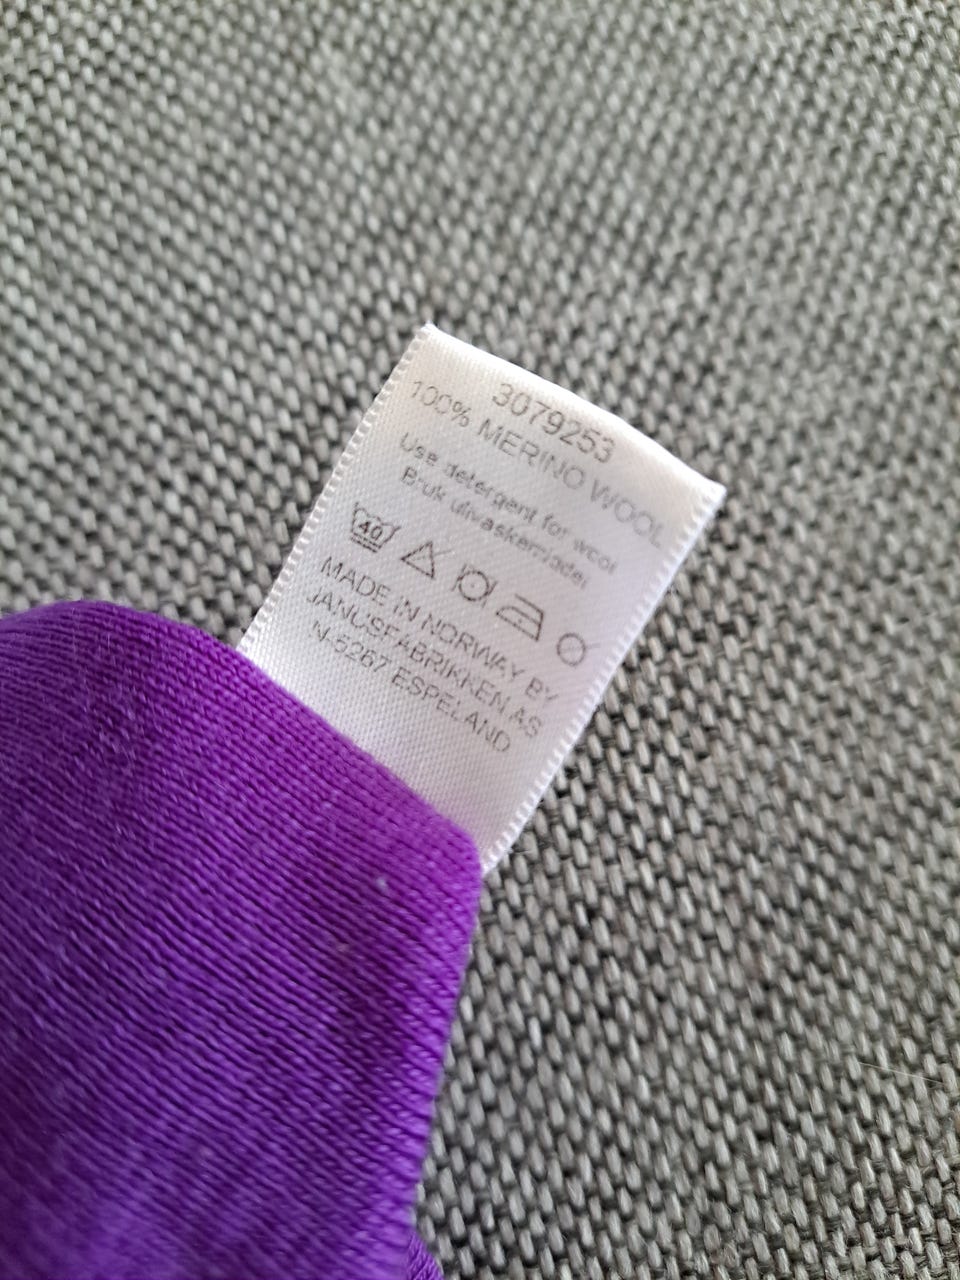 3079253
100% MERINO WOOL
Use detergent for wool
Bruk ullvaskemiddel
40
MADE IN NORWAY BY
JANUSFABRIKKEN AS
N-5267 ESPELAND